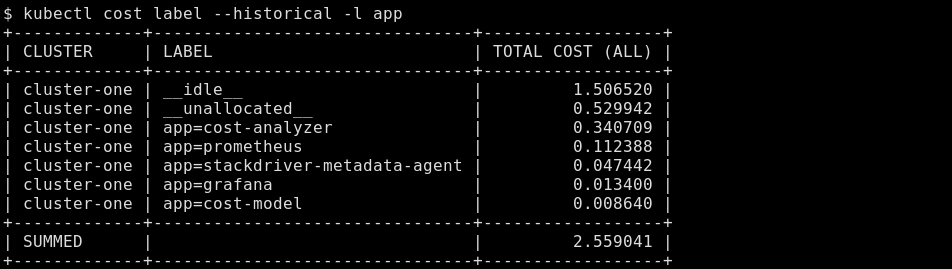 $ kubectl cost label --historical -l app
+-------------+--------------------------------+------------------+
| CLUSTER     | LABEL                          | TOTAL COST (ALL) |
+-------------+--------------------------------+------------------+
| cluster-one | __idle__                       |         1.506520 |
| cluster-one | __unallocated__                |         0.529942 |
| cluster-one | app=cost-analyzer              |         0.340709 |
| cluster-one | app=prometheus                 |         0.112388 |
| cluster-one | app=stackdriver-metadata-agent |         0.047442 |
| cluster-one | app=grafana                    |         0.013400 |
| cluster-one | app=cost-model                 |         0.008640 |
+-------------+--------------------------------+------------------+
| SUMMED      |                                |         2.559041 |
+-------------+--------------------------------+------------------+